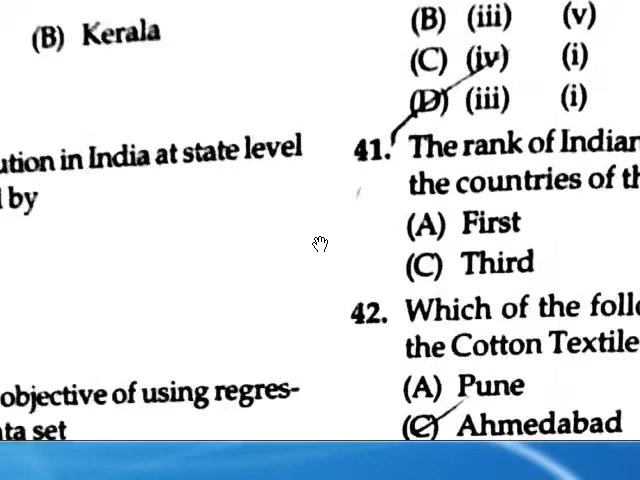 (B) Kerala
ution in India at state level
l by
objective of using regres-
ta set
(B) (iii) (v)
(C) (iv) (i)
(D) (iii) (i)
41. The rank of Indian
the countries of th
(A) First
(C) Third
42. Which of the follo
the Cotton Textile
(A) Pune
(C) Ahmedabad